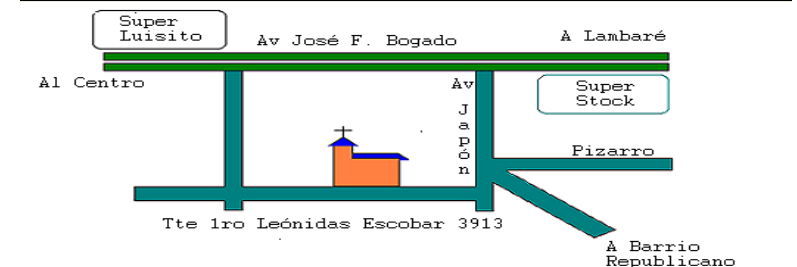 Super
Luisito
Av José F. Bogado
A Lambaré
Al Centro
Av
Japón
Super
Stock
Pizarro
Tte 1ro Leónidas Escobar 3913
A Barrio
Republicano